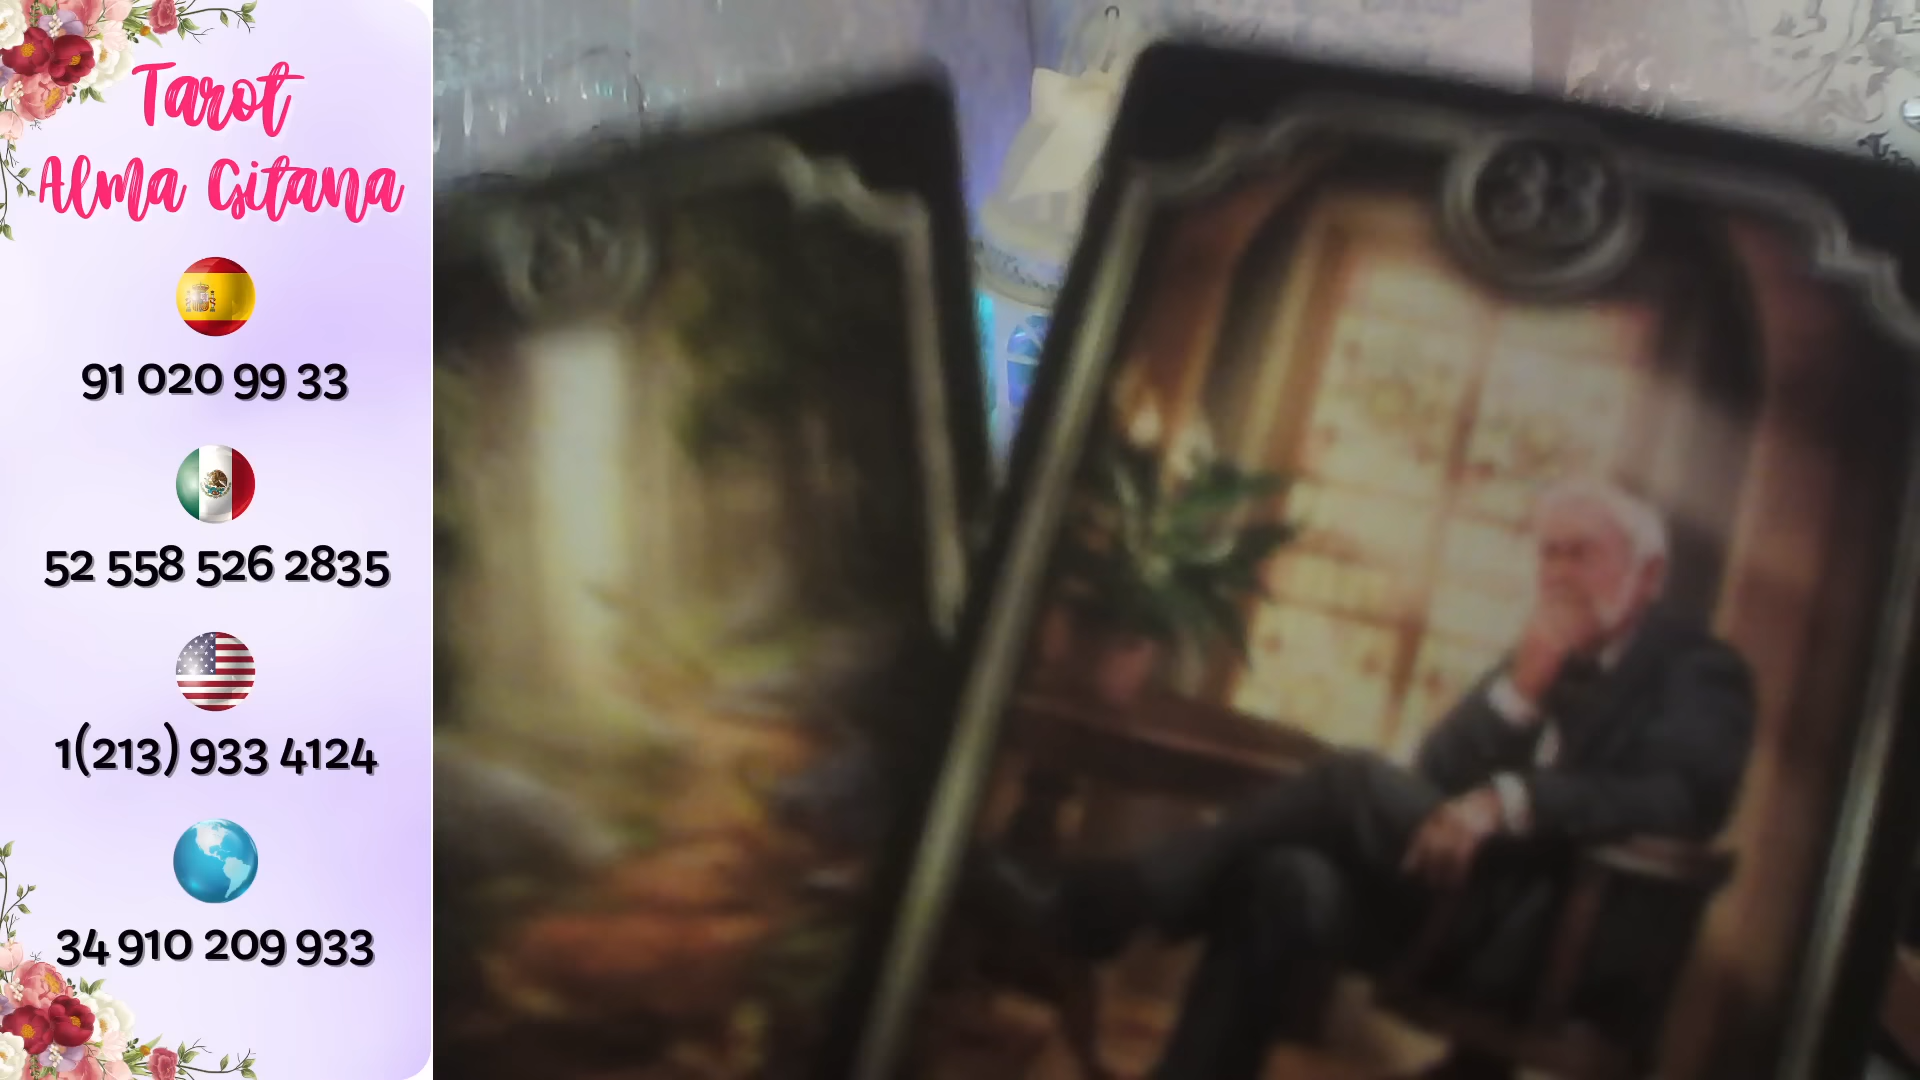 Tarot
Alma Gitana
91 020 99 33
52 558 526 2835
1(213) 933 4124
34 910 209 933
33